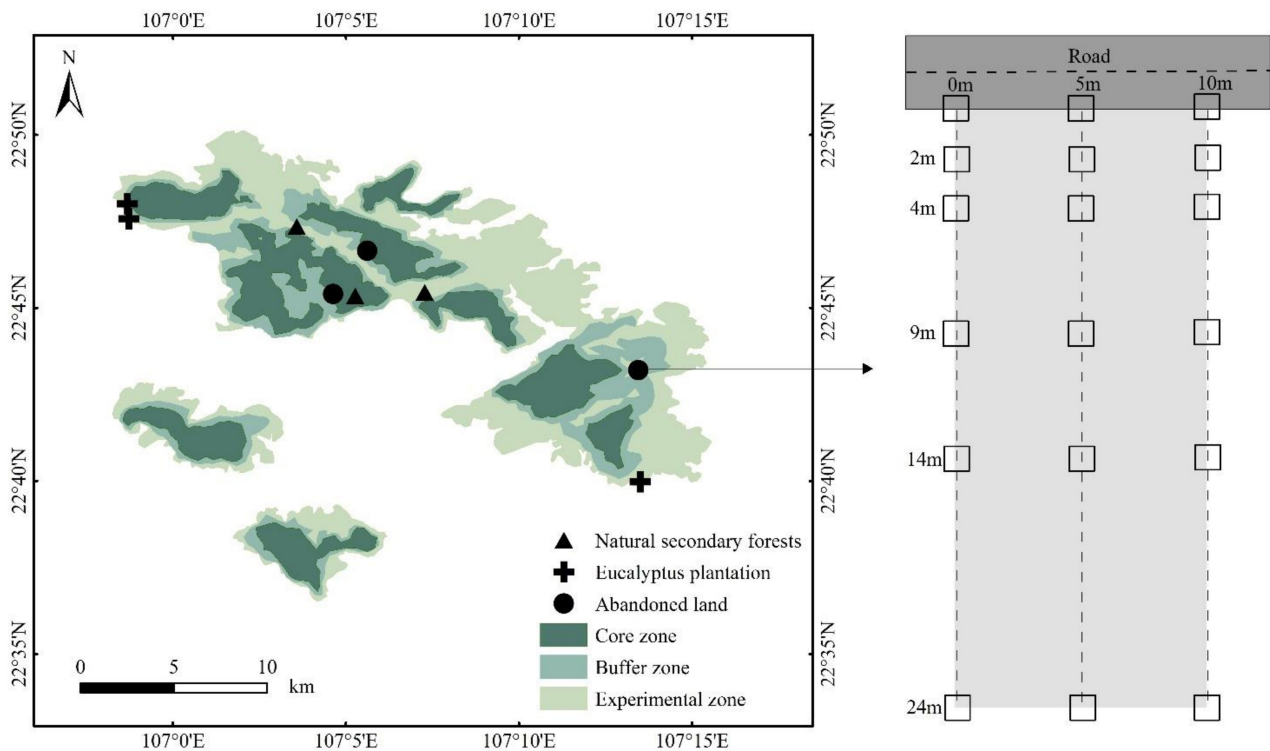 107°0'E 107°5'E 107°10'E 107°15'E
N
22°50'N 22°50'N
22°45'N 22°45'N
22°40'N 22°40'N
22°35'N 22°35'N
Natural secondary forests
Eucalyptus plantation
Abandoned land
Core zone
Buffer zone
Experimental zone
0 5 10
km
107°0'E 107°5'E 107°10'E 107°15'E
Road
0m 5m 10m
2m
4m
9m
14m
24m